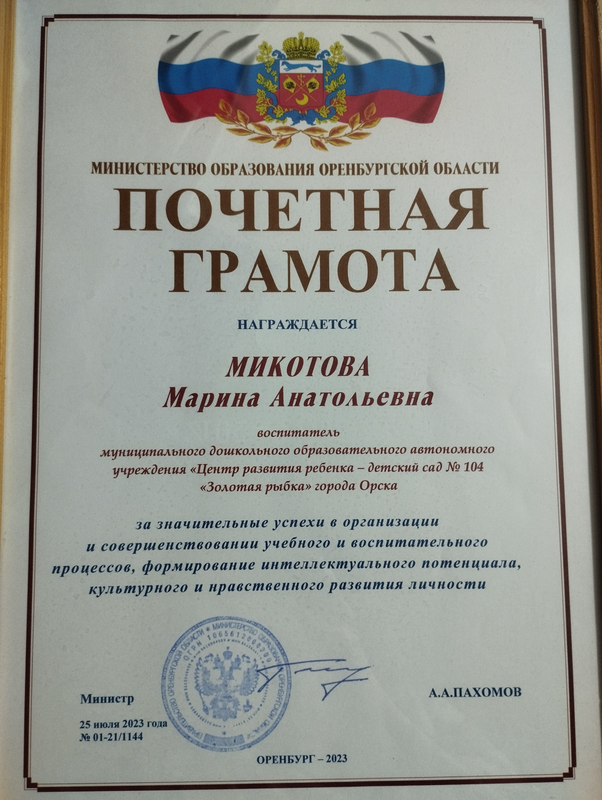 МИНИСТЕРСТВО ОБРАЗОВАНИЯ ОРЕНБУРГСКОЙ ОБЛАСТИ
ПОЧЕТНАЯ
ГРАМОТА
НАГРАЖДАЕТСЯ
МИКОТОВА
Марина Анатольевна
воспитатель
муниципального дошкольного образовательного автономного
учреждения «Центр развития ребенка – детский сад № 104
«Золотая рыбка» города Орска
за значительные успехи в организации
и совершенствовании учебного и воспитательного
процессов, формирование интеллектуального потенциала,
культурного и нравственного развития личности
Министр
А.А.ПАХОМОВ
25 июля 2023 года
№ 01-21/1144
ОРЕНБУРГ – 2023